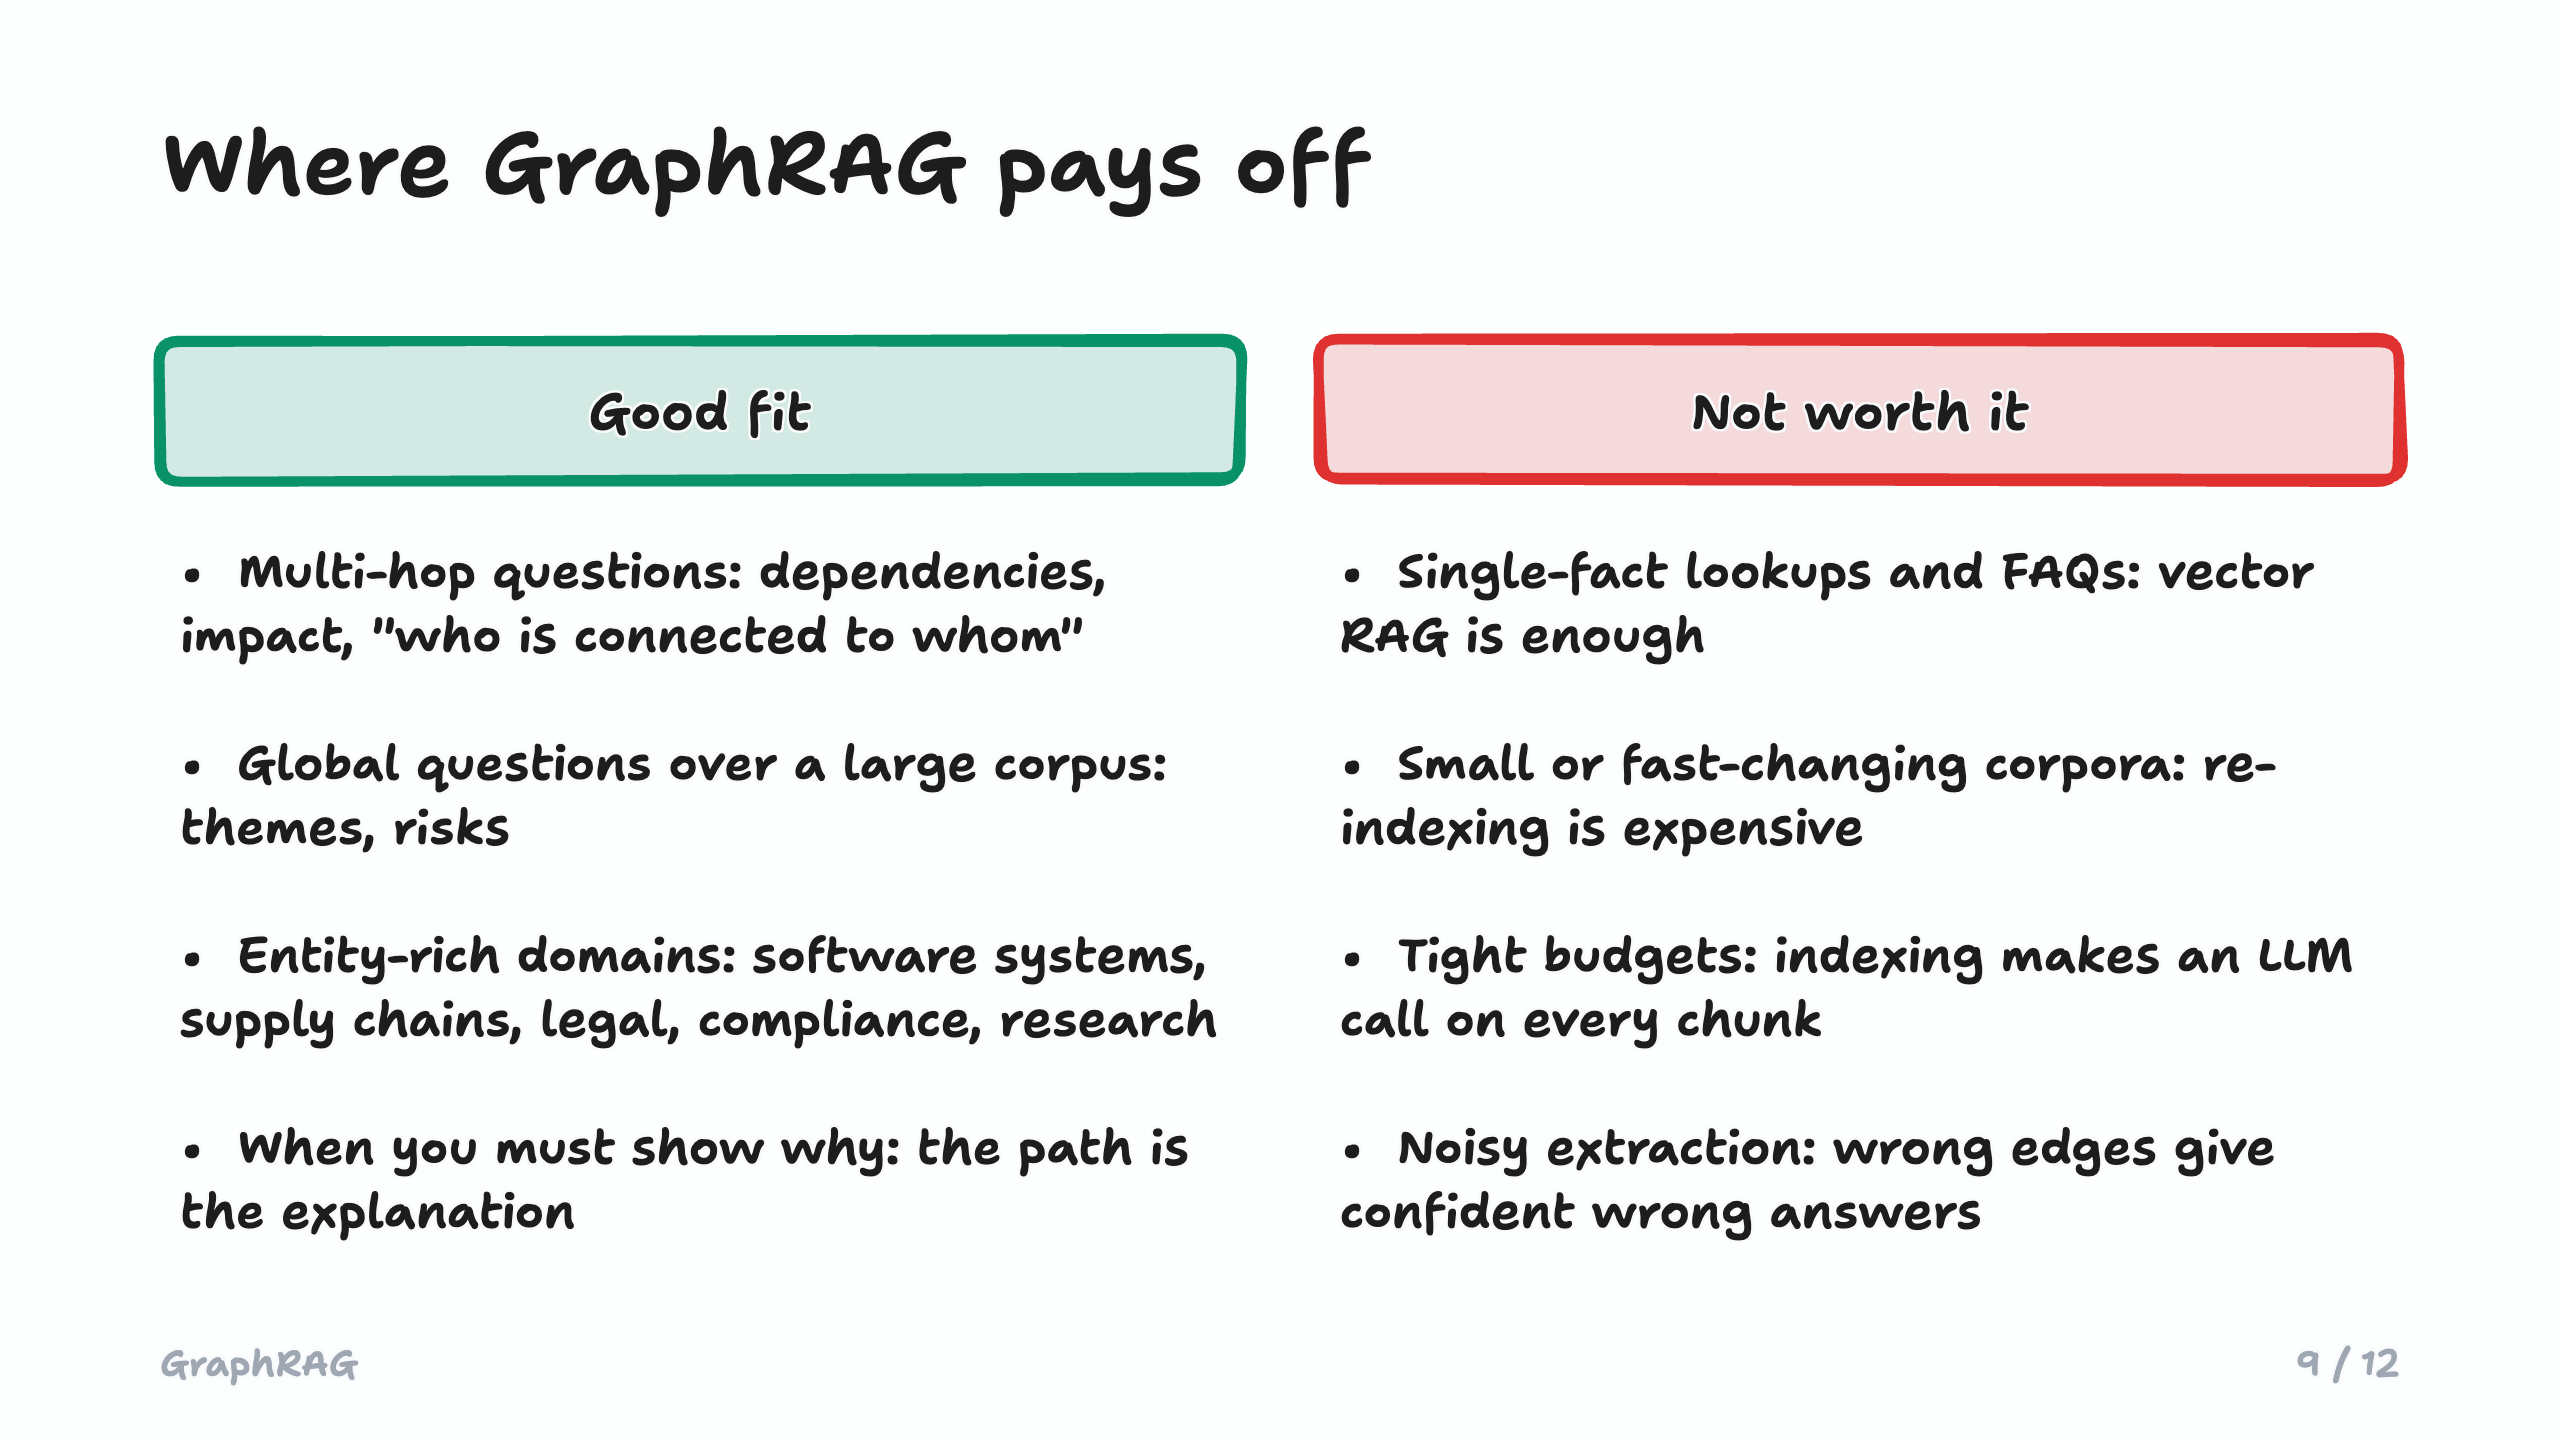 Where GraphRAG pays off
Good fit
• Multi-hop questions: dependencies,
impact, "who is connected to whom"
• Global questions over a large corpus:
themes, risks
• Entity-rich domains: software systems,
supply chains, legal, compliance, research
• When you must show why: the path is
the explanation
Not worth it
• Single-fact lookups and FAQs: vector
RAG is enough
• Small or fast-changing corpora: re-
indexing is expensive
• Tight budgets: indexing makes an LLM
call on every chunk
• Noisy extraction: wrong edges give
confident wrong answers
GraphRAG
9 / 12